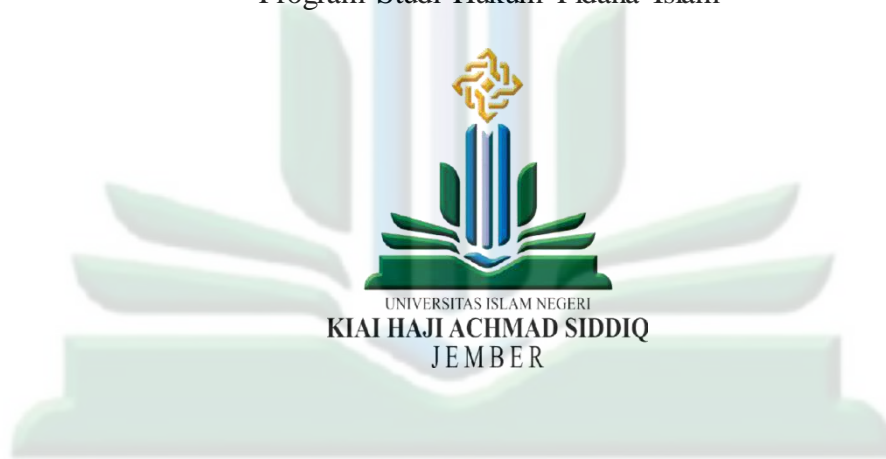 Program Studi Hukum Pidana Islam
UNIVERSITAS ISLAM NEGERI
KIAI HAJI ACHMAD SIDDIQ
JEMBER